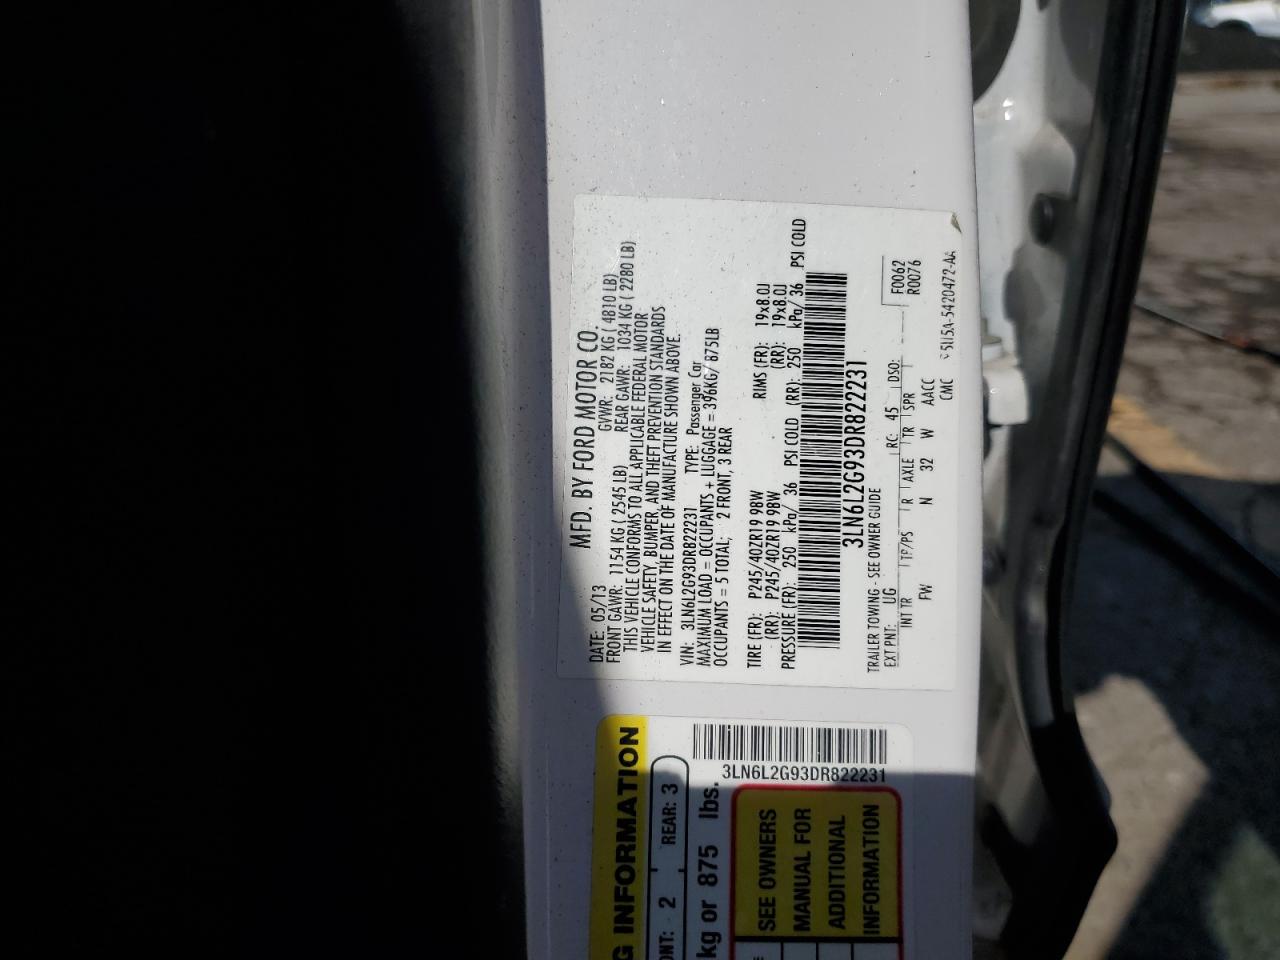 MFD. BY FORD MOTOR CO.
DATE: 05/13 GVWR: 2182 KG ( 4810 LB)
FRONT GAWR: 1154 KG ( 2545 LB) REAR GAWR: 1034 KG ( 2280 LB)
THIS VEHICLE CONFORMS TO ALL APPLICABLE FEDERAL MOTOR
VEHICLE SAFETY, BUMPER, AND THEFT PREVENTION STANDARDS
IN EFFECT ON THE DATE OF MANUFACTURE SHOWN ABOVE.
VIN: 3LN6L2G93DR822231 TYPE: Passenger Car
MAXIMUM LOAD = OCCUPANTS + LUGGAGE = 396KG/ 875LB
OCCUPANTS = 5 TOTAL, 2 FRONT, 3 REAR
TIRE (FR): P245/40ZR19 98W RIMS (FR): 19x8.0J
(RR): P245/40ZR19 98W (RR): 19x8.0J
PRESSURE (FR): 250 kPa/ 36 PSI COLD (RR): 250 kPa/ 36 PSI COLD
3LN6L2G93DR822231
F0062
R0076
TRAILER TOWING - SEE OWNER GUIDE
EXT PNT: UG RC: 45 DSO:
INT TR TP/PS R AXLE TR SPR
FW N 32 W AACC
CMC 5U5A-5420472-AA
3LN6L2G93DR822231
G INFORMATION
ONT: 2 REAR: 3
kg or 875 lbs.
SEE OWNERS
MANUAL FOR
ADDITIONAL
INFORMATION